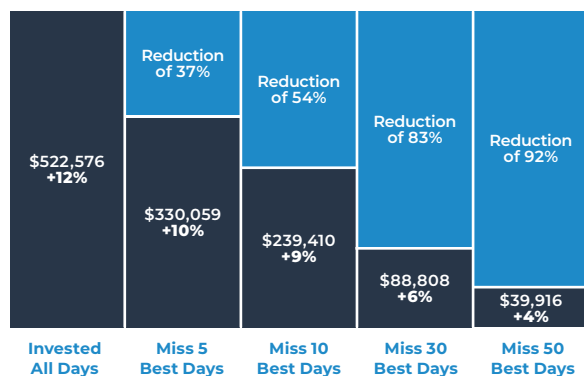 $522,576
+12%
Reduction
of 37%
$330,059
+10%
Reduction
of 54%
$239,410
+9%
Reduction
of 83%
$88,808
+6%
Reduction
of 92%
$39,916
+4%
Invested
All Days
Miss 5
Best Days
Miss 10
Best Days
Miss 30
Best Days
Miss 50
Best Days